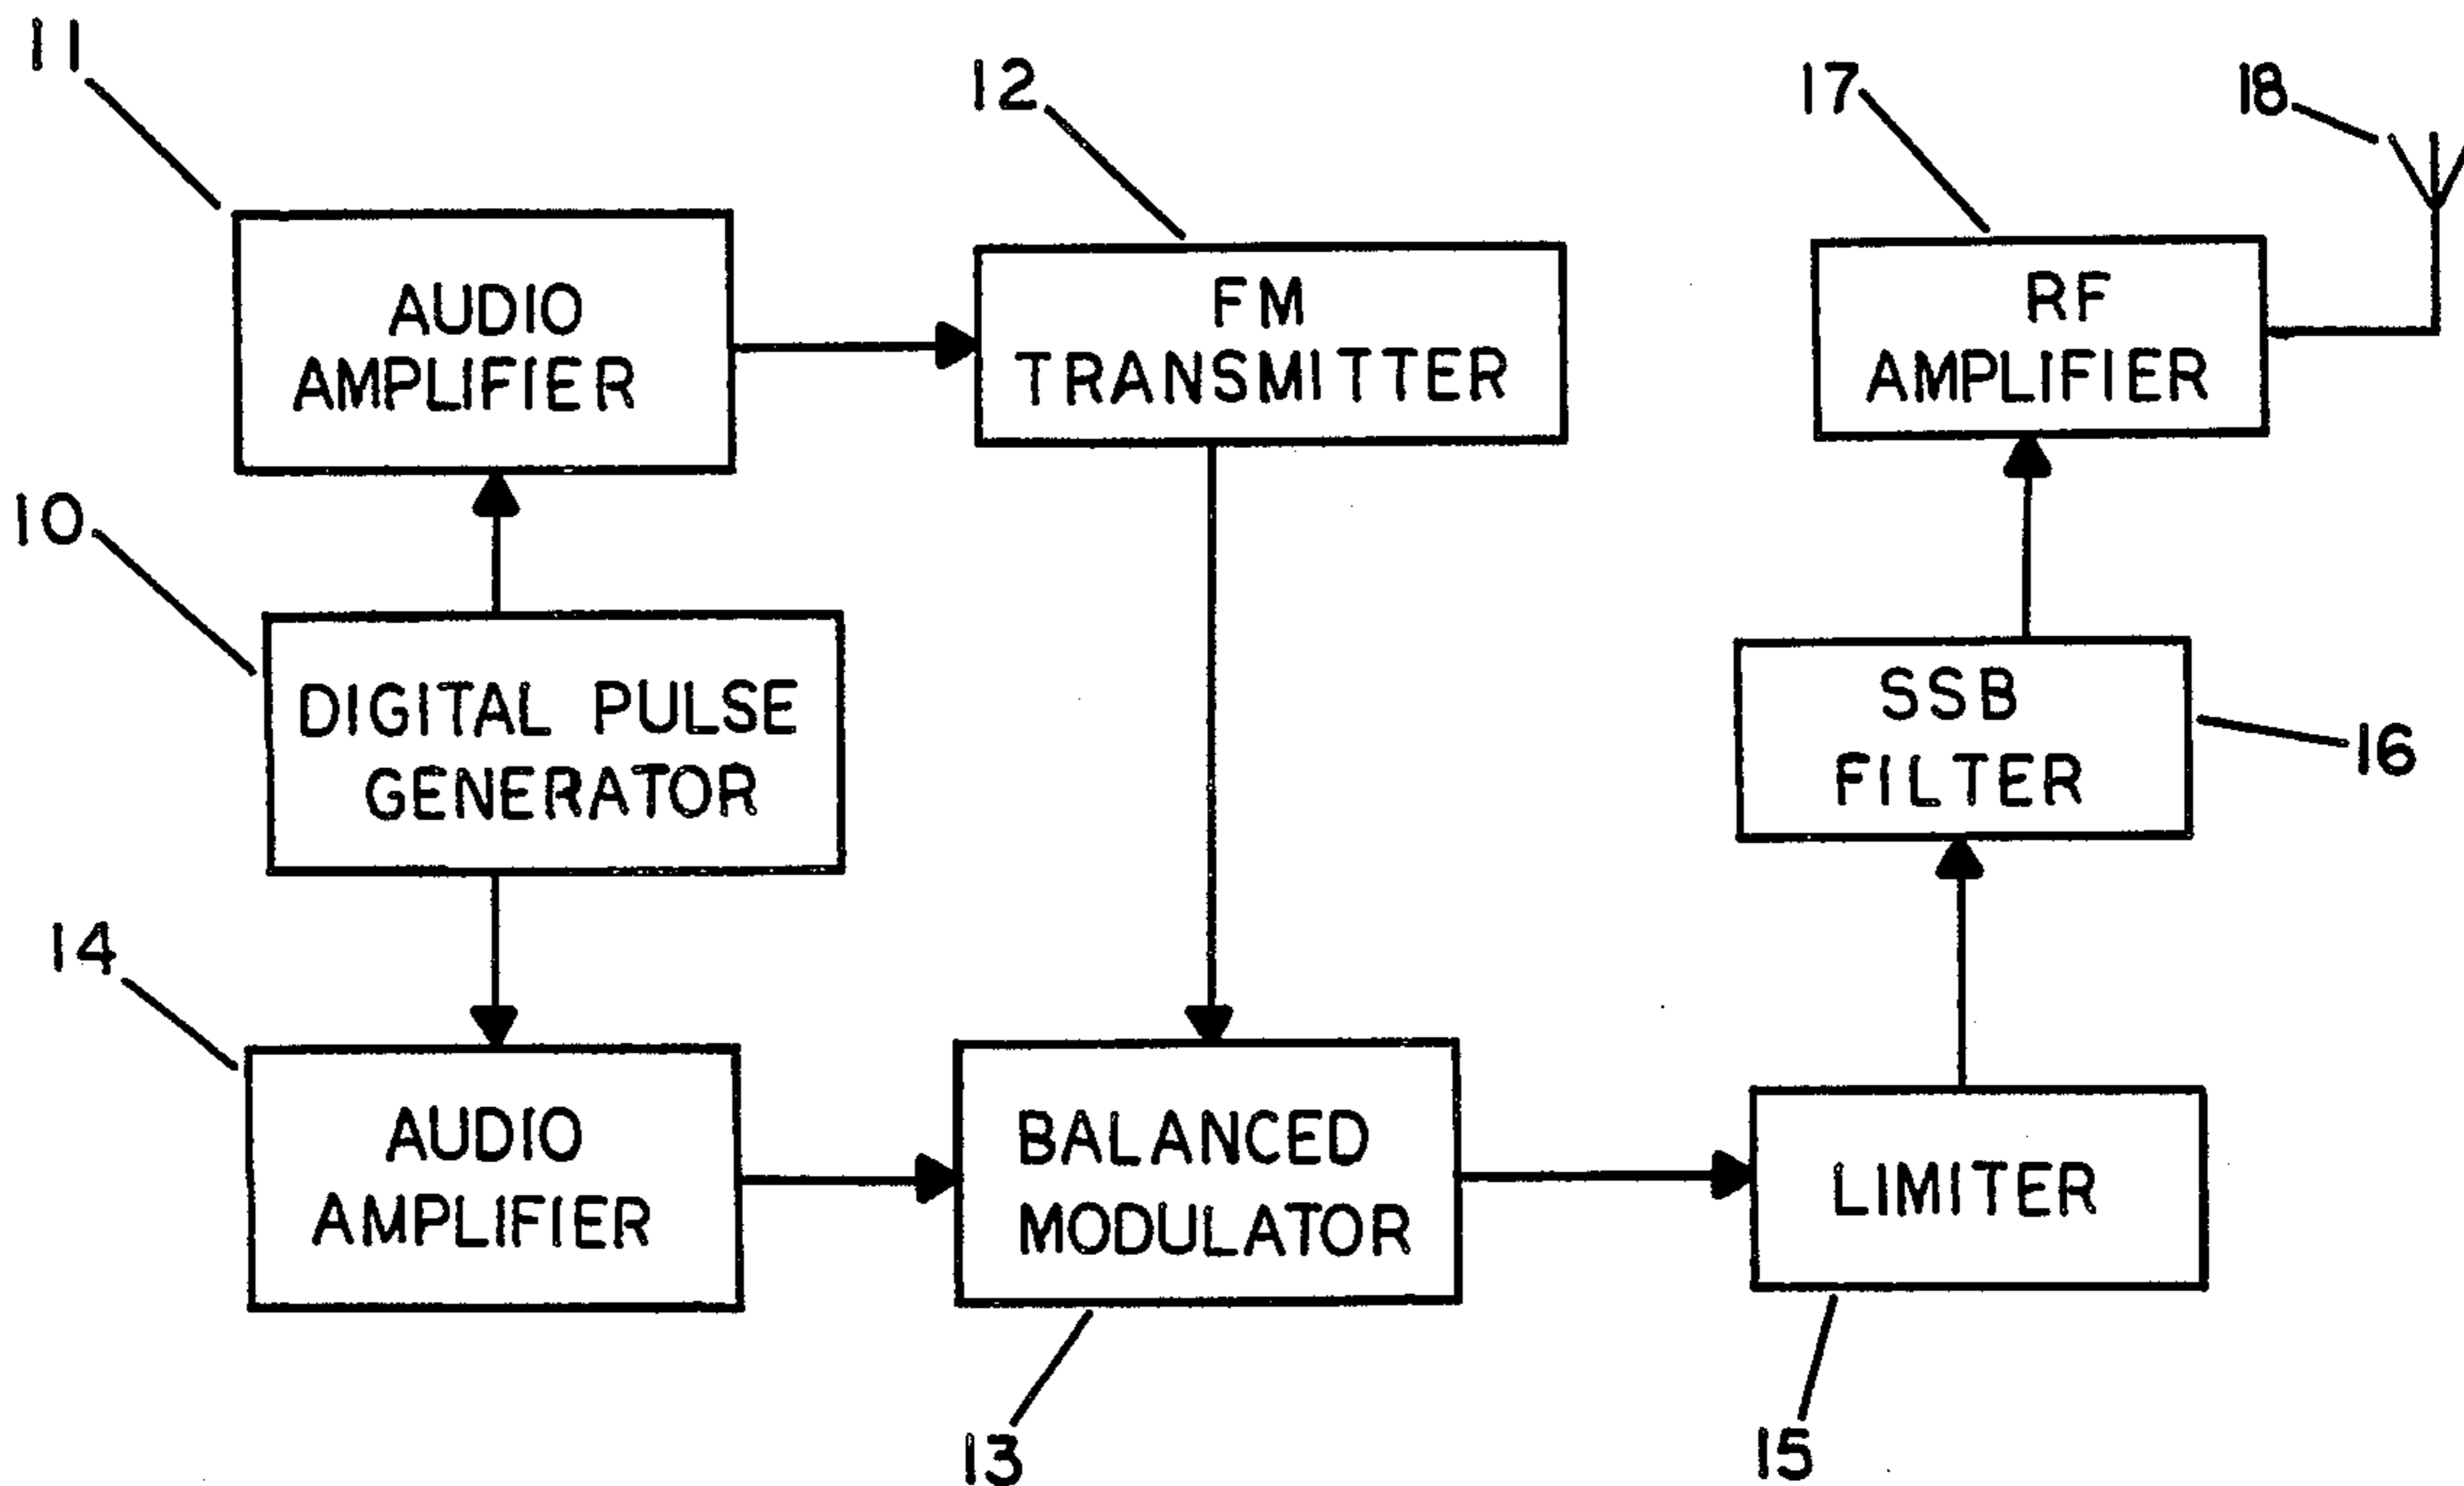 11
12
17
18
AUDIO
AMPLIFIER
FM
TRANSMITTER
RF
AMPLIFIER
10
DIGITAL PULSE
GENERATOR
SSB
FILTER
16
14
AUDIO
AMPLIFIER
BALANCED
MODULATOR
LIMITER
13
15